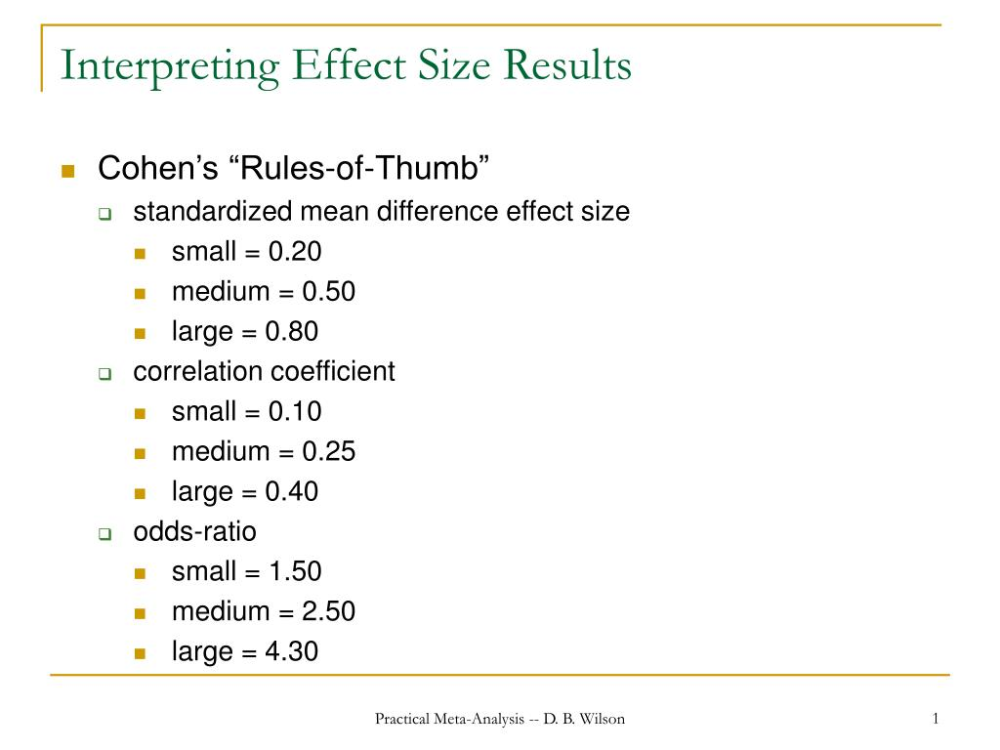 Interpreting Effect Size Results
Cohen’s “Rules-of-Thumb”
standardized mean difference effect size
small = 0.20
medium = 0.50
large = 0.80
correlation coefficient
small = 0.10
medium = 0.25
large = 0.40
odds-ratio
small = 1.50
medium = 2.50
large = 4.30
Practical Meta-Analysis -- D. B. Wilson
1